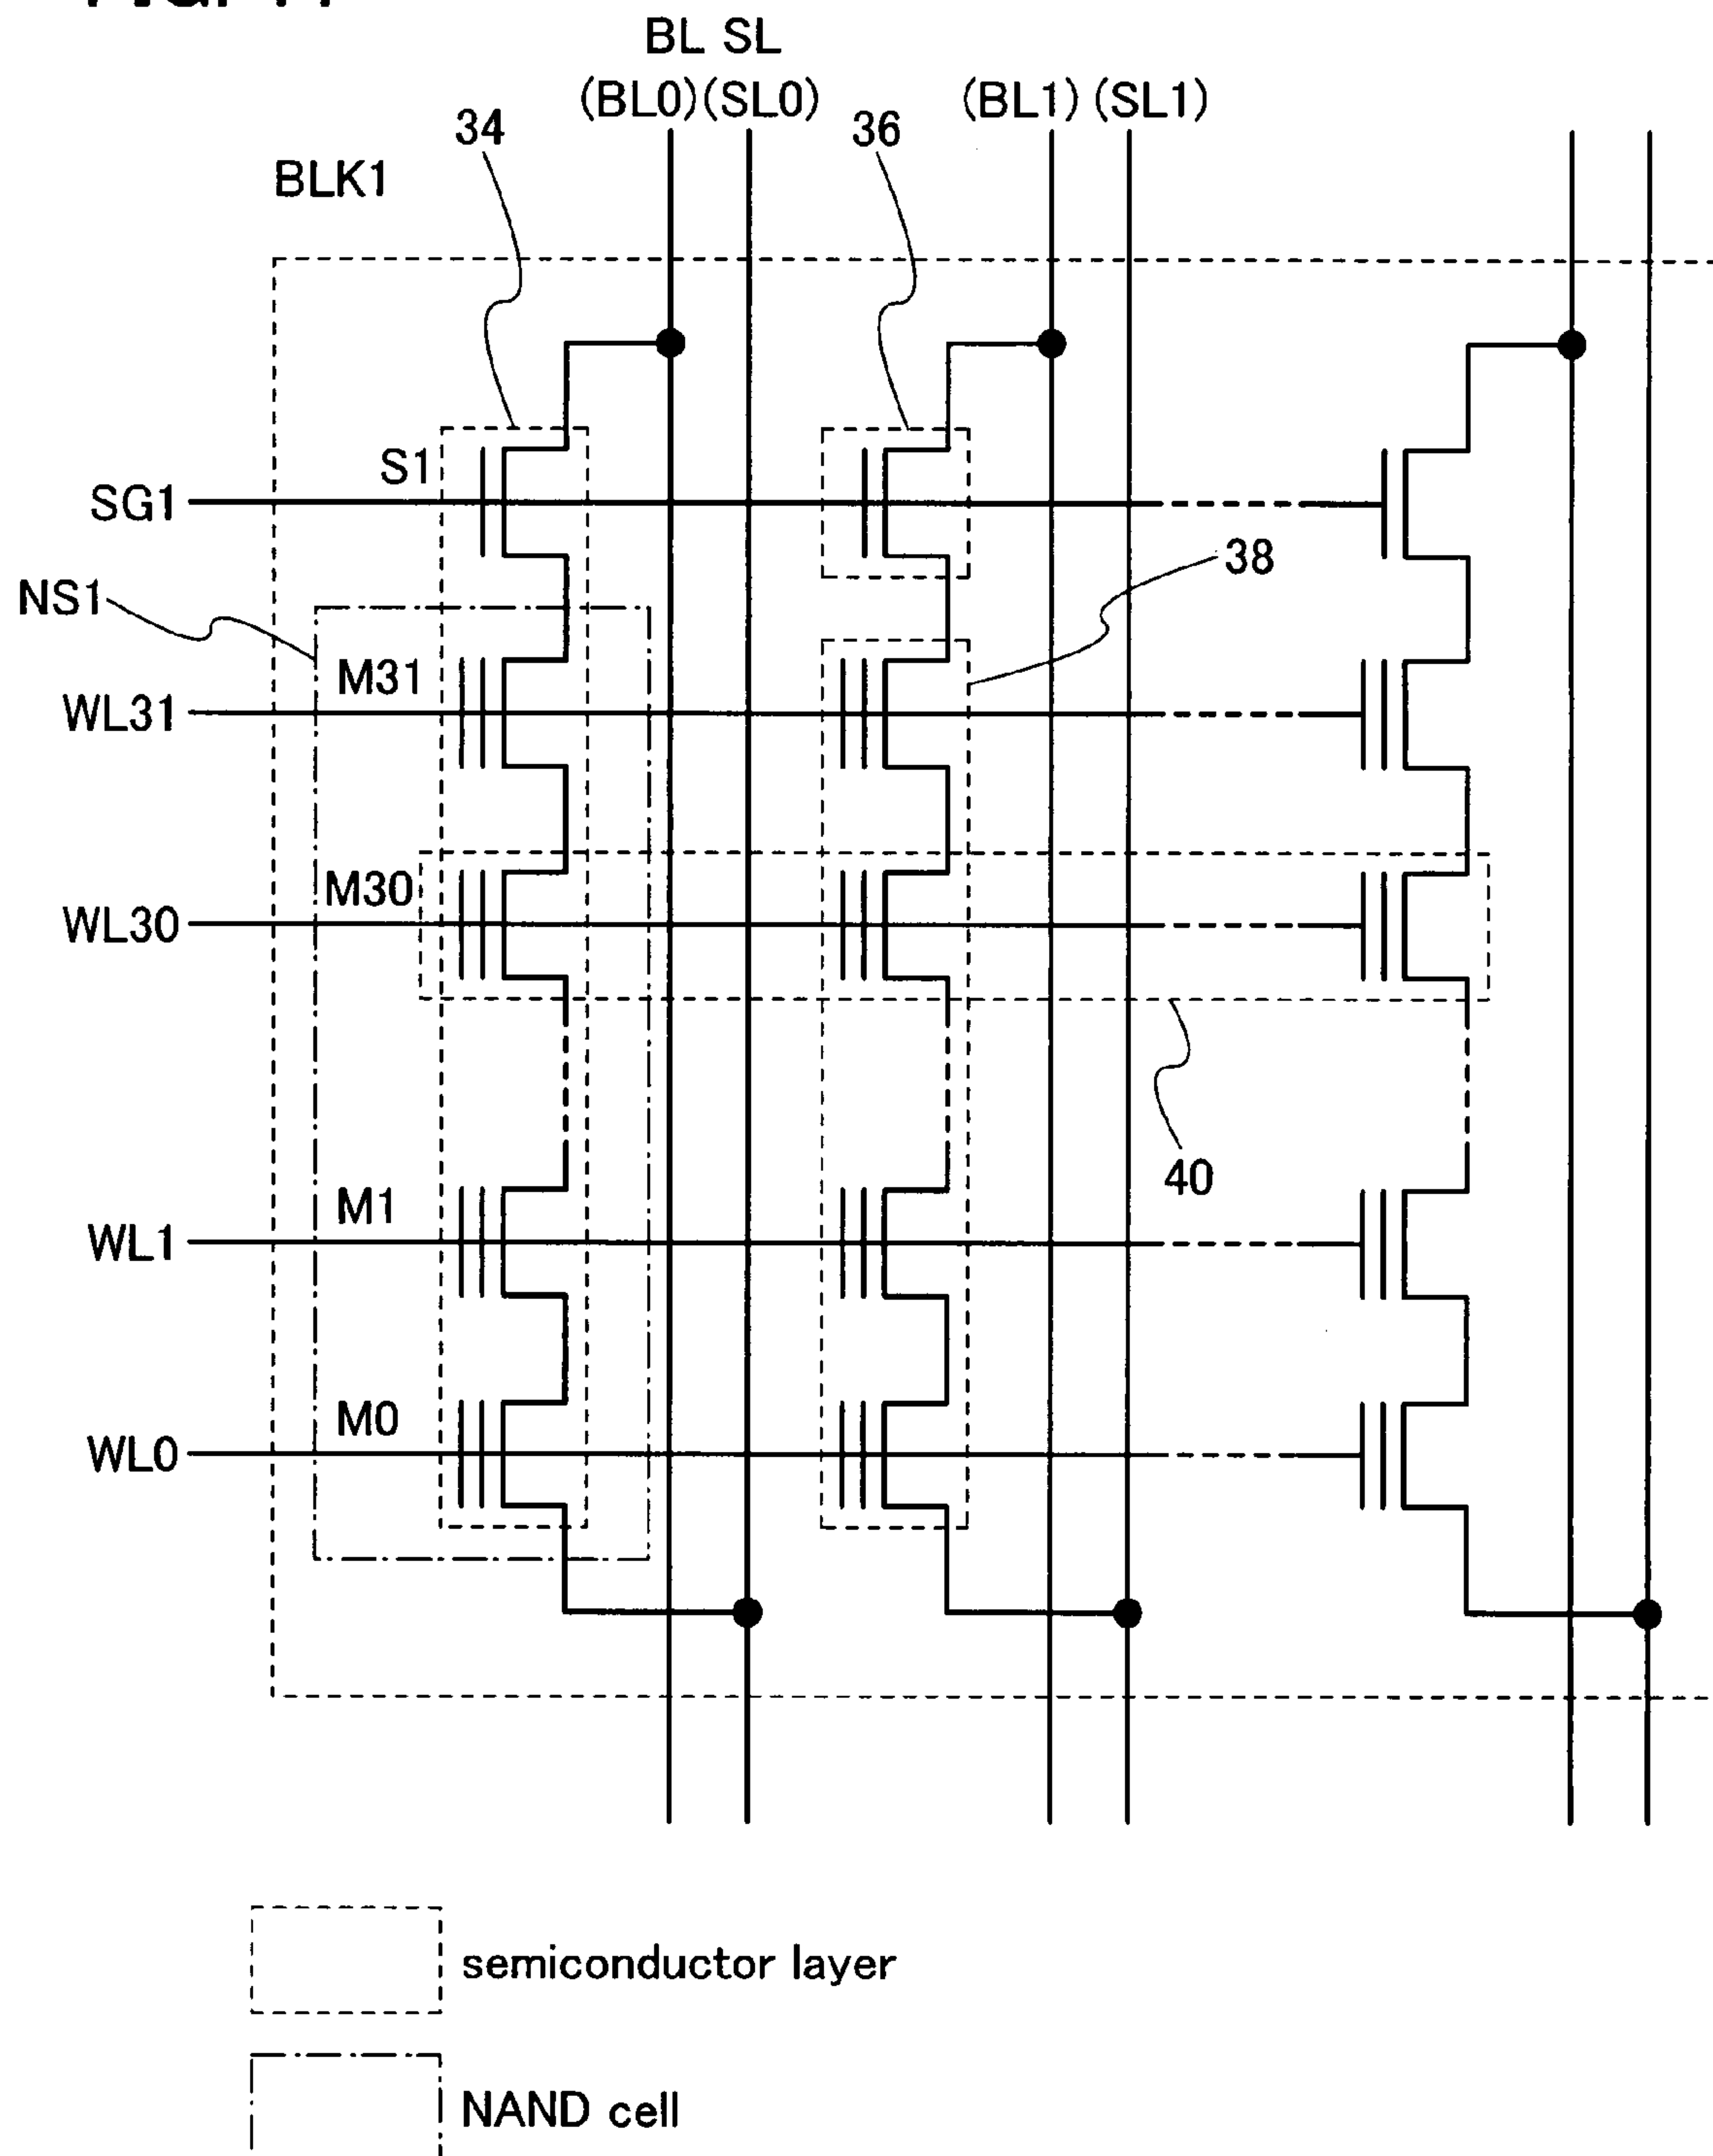 BL SL
(BL0)(SL0) (BL1)(SL1)
34 36
BLK1
S1
SG1
38
NS1
M31
WL31
M30
WL30
40
M1
WL1
M0
WL0
semiconductor layer
NAND cell